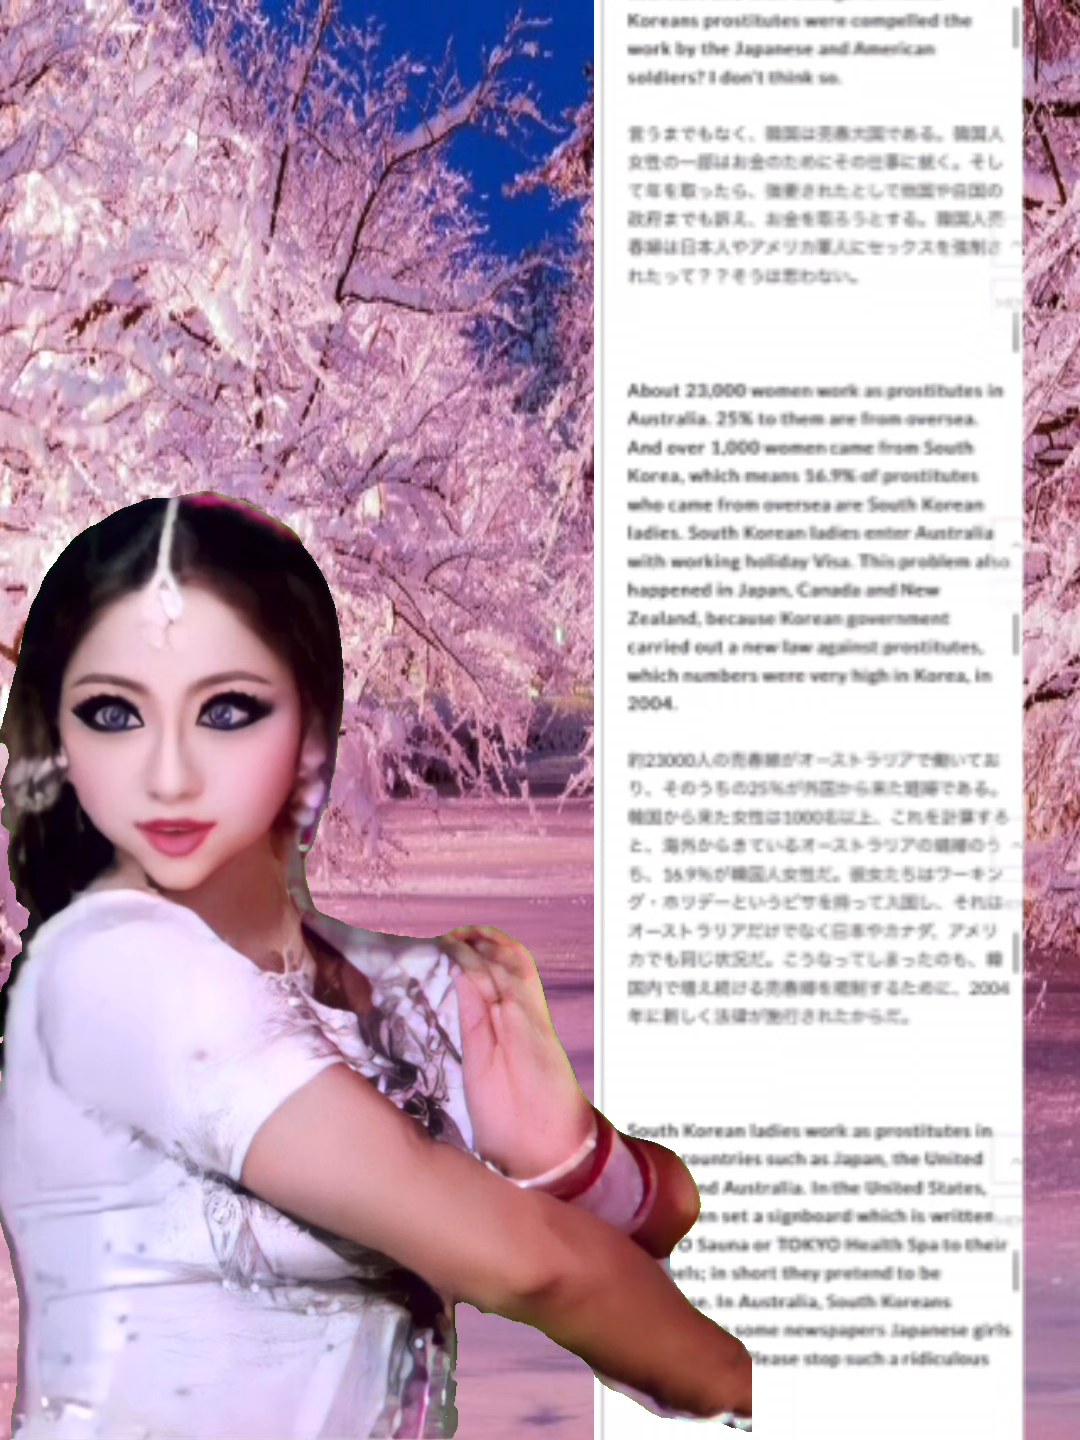 Koreans prostitutes were compelled the
work by the Japanese and American
soldiers? I don't think so.
言うまでもなく、韓国は売春大国である。韓国人
女性の一部はお金のためにその仕事に就く。そし
て年を取ったら、強要されたとして他国や自国の
政府までも訴え、お金を取ろうとする。韓国人売
春婦は日本人やアメリカ軍人にセックスを強制さ
れたって？？そうは思わない。
About 23,000 women work as prostitutes in
Australia. 25% to them are from oversea.
And over 1,000 women came from South
Korea, which means 16.9% of prostitutes
who came from oversea are South Korean
ladies. South Korean ladies enter Australia
with working holiday Visa. This problem also
happened in Japan, Canada and New
Zealand, because Korean government
carried out a new law against prostitutes,
which numbers were very high in Korea, in
2004.
約23000人の売春婦がオーストラリアで働いてお
り、そのうちの25%が外国から来た娼婦である。
韓国から来た女性は1000名以上、これを計算する
と、海外からきているオーストラリアの娼婦のう
ち、16.9%が韓国人女性だ。彼女たちはワーキン
グ・ホリデーというビザを持って入国し、それは
オーストラリアだけでなく日本やカナダ、アメリ
カでも同じ状況だ。こうなってしまったのも、韓
国内で増え続ける売春婦を規制するために、2004
年に新しく法律が施行されたからだ。
South Korean ladies work as prostitutes in
countries such as Japan, the United
Australia. In the United States,
set a signboard which is written
Sauna or TOKYO Health Spa to their
in short they pretend to be
In Australia, South Koreans
some newspapers Japanese girls
Please stop such a ridiculous